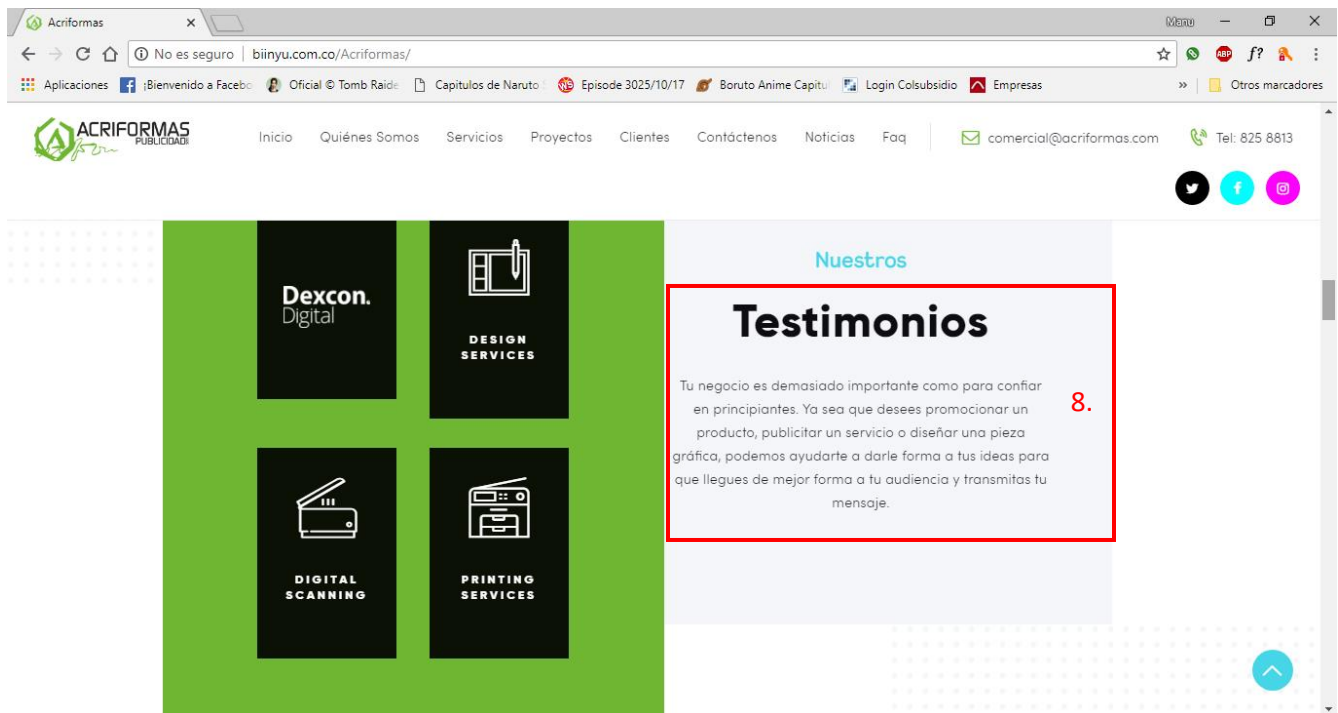 Acriformas
Manu
No es seguro | biinyu.com.co/Acriformas/
ABP
f?
Aplicaciones
¡Bienvenido a Facebo
Oficial © Tomb Raide
Capitulos de Naruto
Episode 3025/10/17
Boruto Anime Capitu
Login Colsubsidio
Empresas
»
Otros marcadores
ACRIFORMAS
PUBLICIDAD
Inicio
Quiénes Somos
Servicios
Proyectos
Clientes
Contáctenos
Noticias
Faq
comercial@acriformas.com
Tel: 825 8813
Dexcon.
Digital
DESIGN
SERVICES
DIGITAL
SCANNING
PRINTING
SERVICES
Nuestros
Testimonios
Tu negocio es demasiado importante como para confiar
en principiantes. Ya sea que desees promocionar un
producto, publicitar un servicio o diseñar una pieza
gráfica, podemos ayudarte a darle forma a tus ideas para
que llegues de mejor forma a tu audiencia y transmitas tu
mensaje.
8.